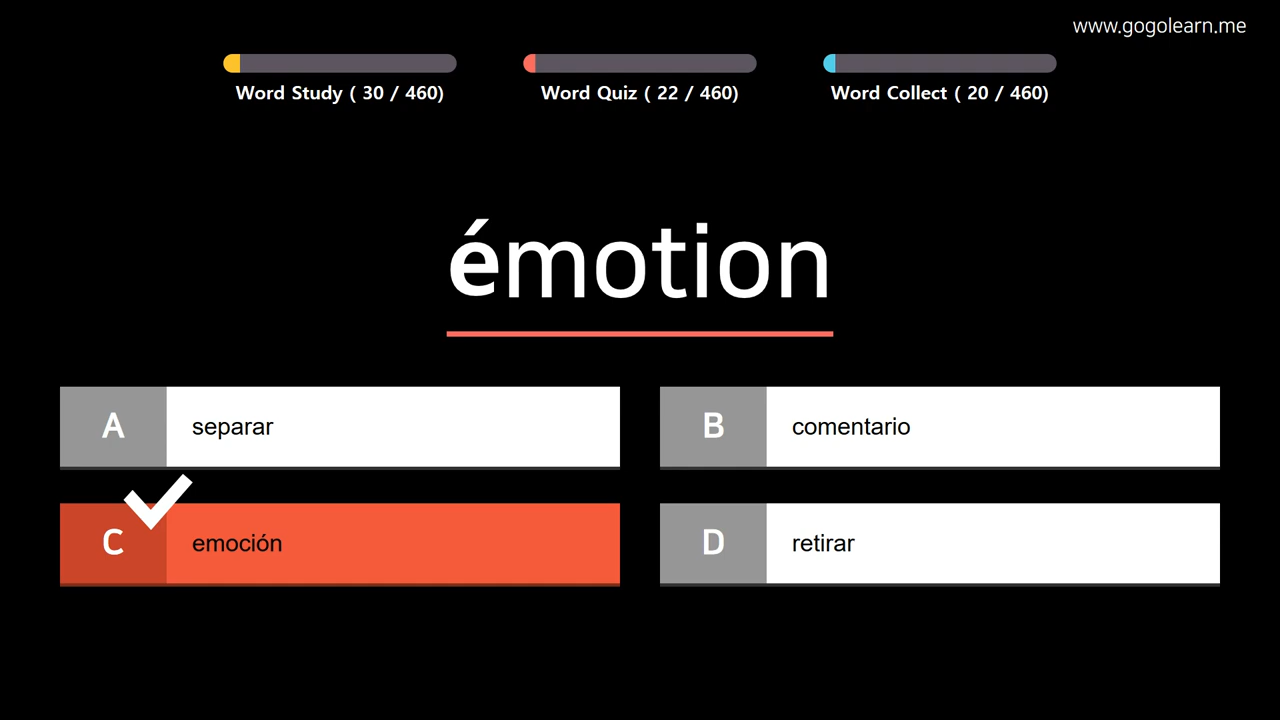 www.gogolearn.me
Word Study ( 30 / 460)
Word Quiz ( 22 / 460)
Word Collect ( 20 / 460)
émotion
A separar
B comentario
C emoción
D retirar